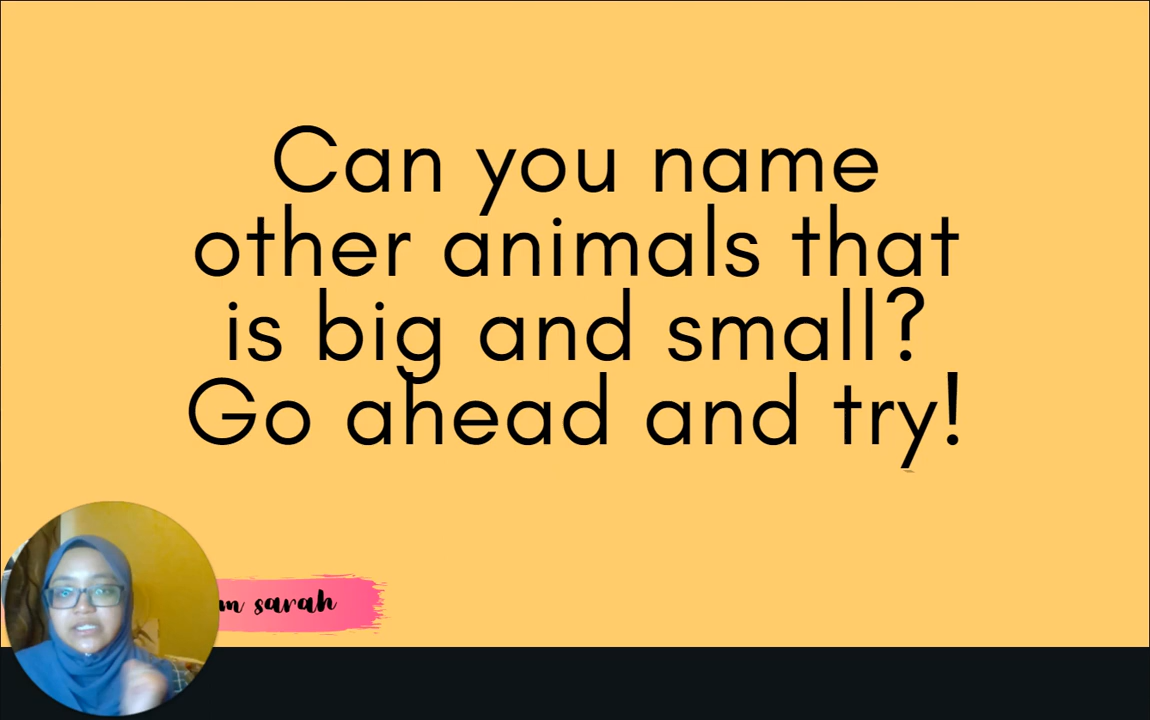 Can you name
other animals that
is big and small?
Go ahead and try!
m sarah